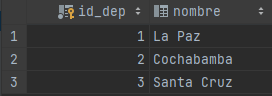 id_dep nombre
1 1 La Paz
2 2 Cochabamba
3 3 Santa Cruz